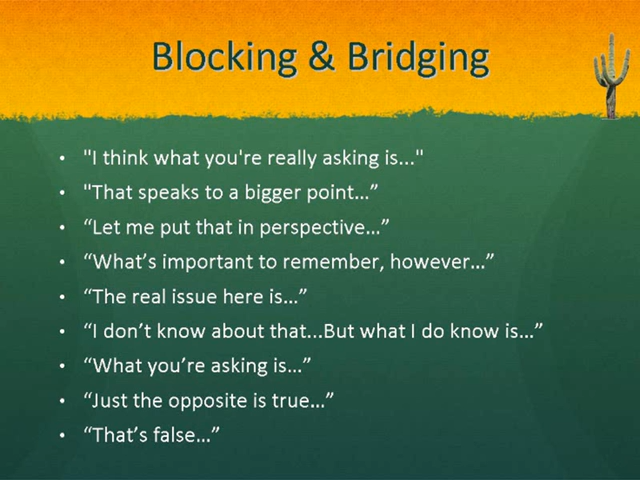 Blocking & Bridging
• "I think what you're really asking is..."
• "That speaks to a bigger point…”
• “Let me put that in perspective…”
• “What’s important to remember, however…”
• “The real issue here is…”
• “I don’t know about that...But what I do know is…”
• “What you’re asking is…”
• “Just the opposite is true…”
• “That’s false…”